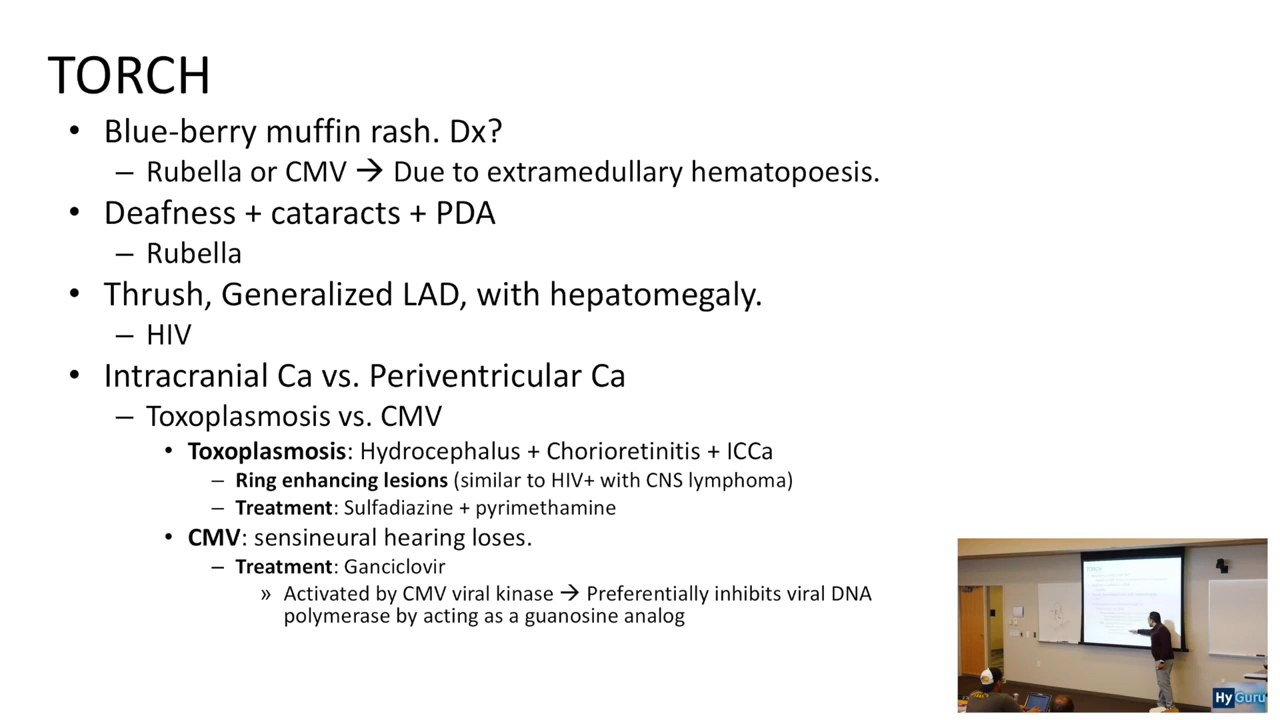 TORCH
• Blue-berry muffin rash. Dx?
– Rubella or CMV → Due to extramedullary hematopoesis.
• Deafness + cataracts + PDA
– Rubella
• Thrush, Generalized LAD, with hepatomegaly.
– HIV
• Intracranial Ca vs. Periventricular Ca
– Toxoplasmosis vs. CMV
• Toxoplasmosis: Hydrocephalus + Chorioretinitis + ICCa
– Ring enhancing lesions (similar to HIV+ with CNS lymphoma)
– Treatment: Sulfadiazine + pyrimethamine
• CMV: sensineural hearing loses.
– Treatment: Ganciclovir
» Activated by CMV viral kinase → Preferentially inhibits viral DNA
polymerase by acting as a guanosine analog
TORCH
HyGuru